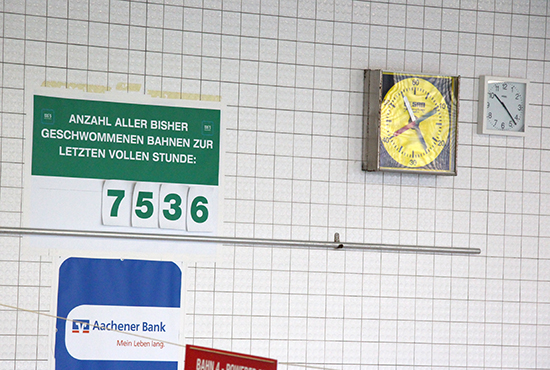 ANZAHL ALLER BISHER
GESCHWOMMENEN BAHNEN ZUR
LETZTEN VOLLEN STUNDE:
7536
Aachener Bank
Mein Leben lang.